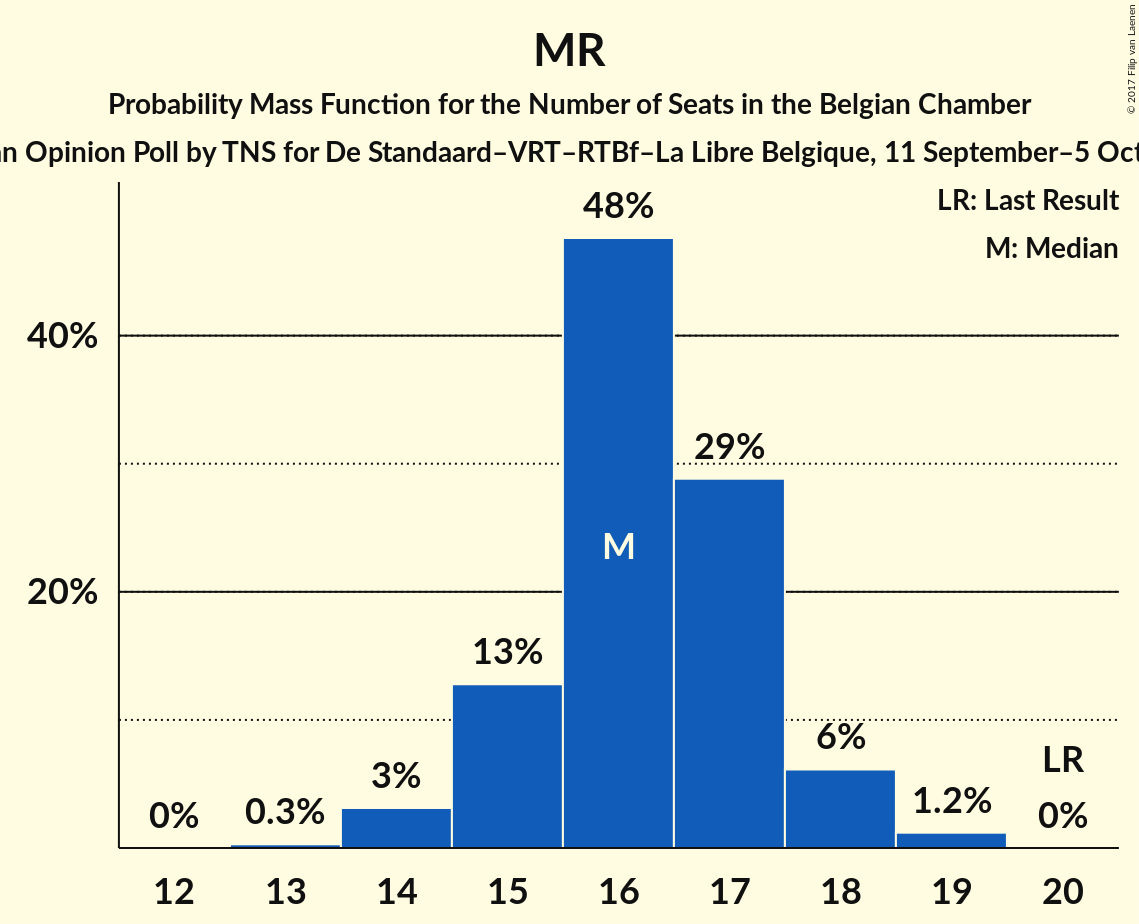 MR
Probability Mass Function for the Number of Seats in the Belgian Chamber
Opinion Poll by TNS for De Standaard–VRT–RTBf–La Libre Belgique, 11 September–5
© 2017 Filip van Laenen
LR: Last Result
M: Median
48%
40%
29%
M
20%
13%
6%
LR
3%
1.2%
0% 0.3% 0%
12 13 14 15 16 17 18 19 20